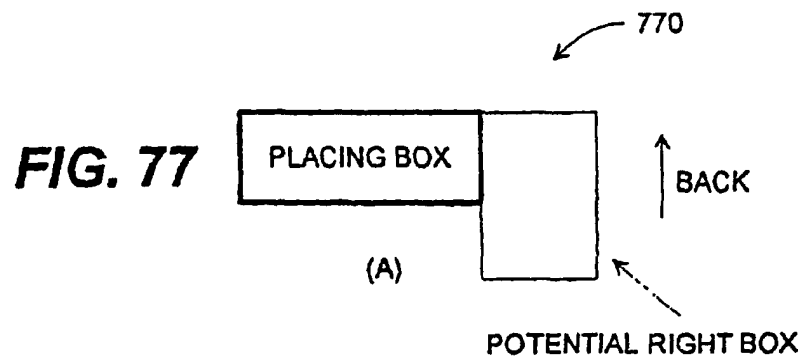 770
FIG. 77
PLACING BOX
BACK
(A)
POTENTIAL RIGHT BOX